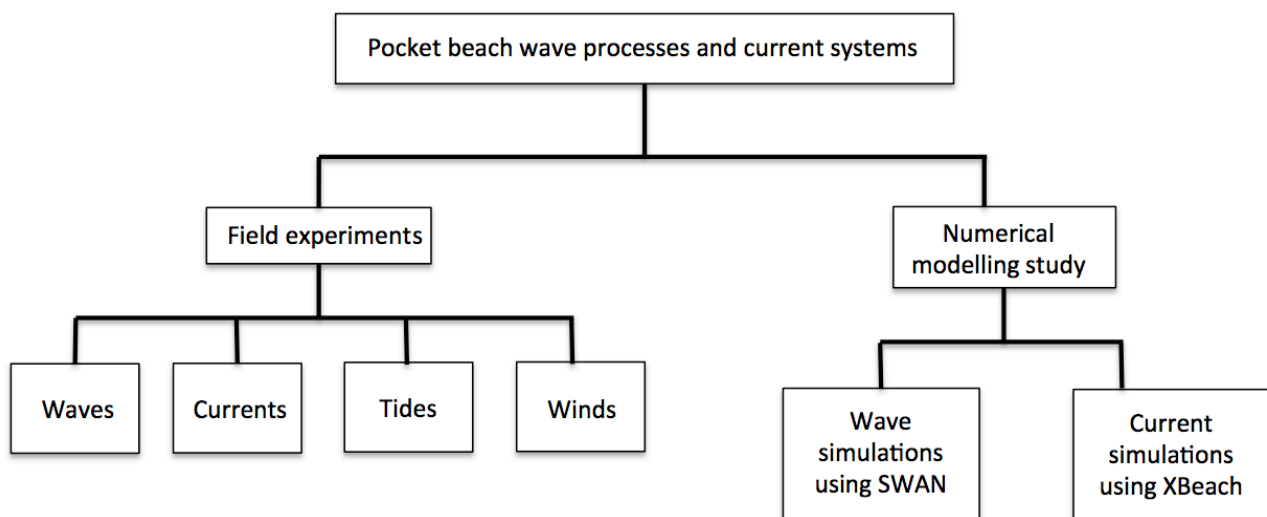 Pocket beach wave processes and current systems
Field experiments
Numerical
modelling study
Waves
Currents
Tides
Winds
Wave
simulations
using SWAN
Current
simulations
using XBeach